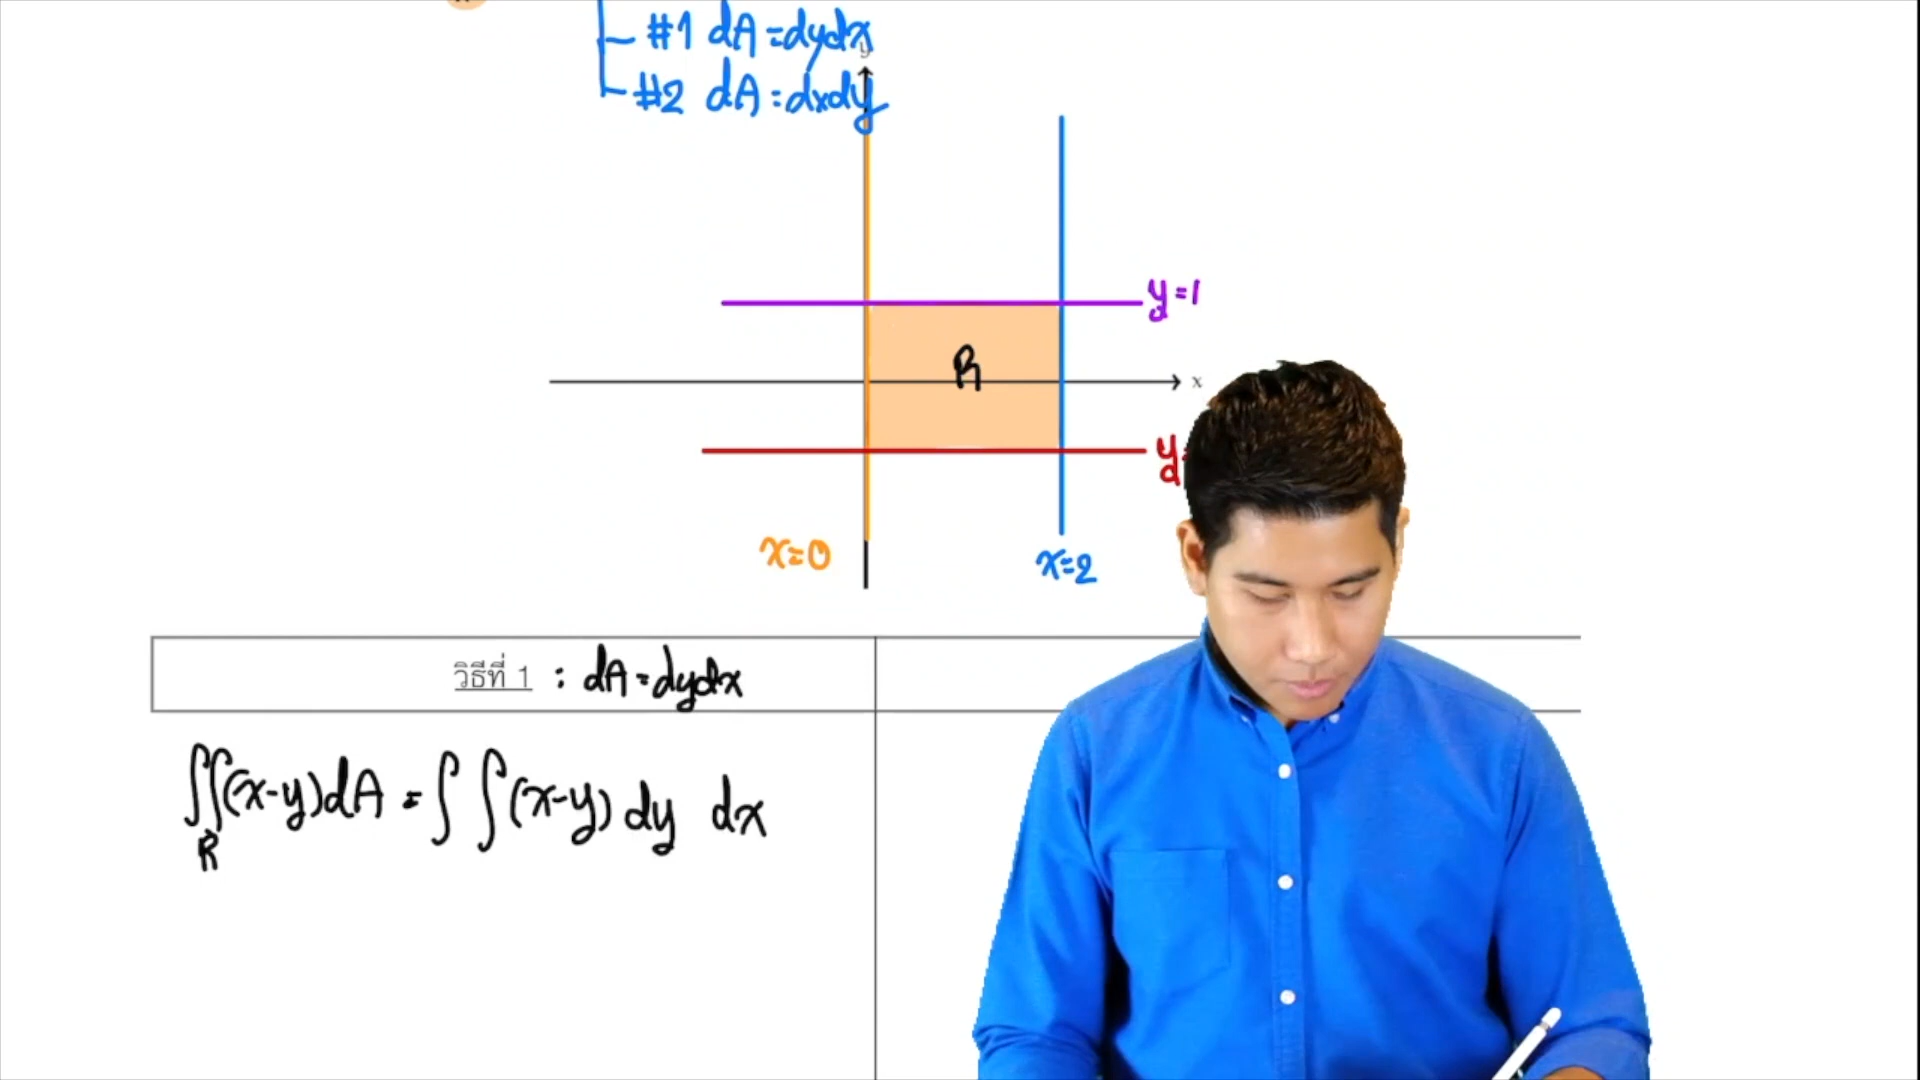 #1 dA=dydx
#2 dA=dxdy
y
y=1
R
x
y
x=0
x=2
วิธีที่ 1 : dA=dydx
∬(x-y)dA = ∫ ∫ (x-y) dy dx
R